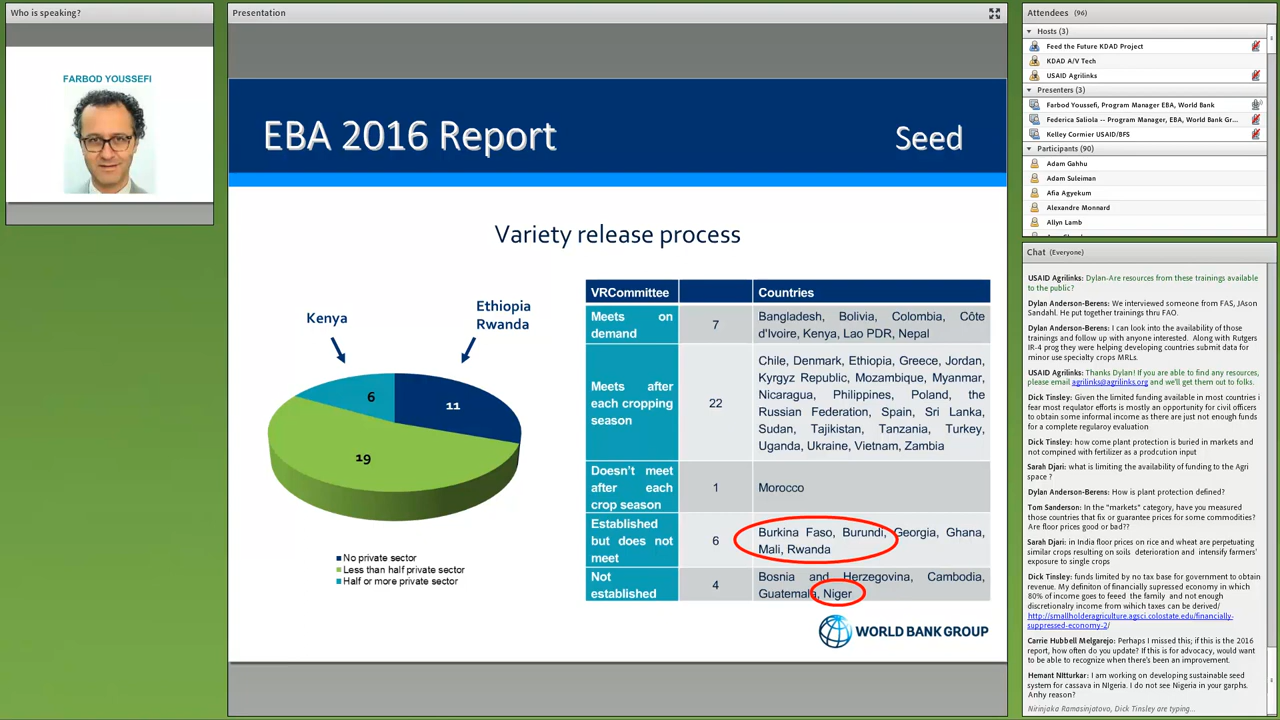 Who is speaking?
FARBOD YOUSSEFI
Presentation
EBA 2016 Report
Seed
Variety release process
Kenya
Ethiopia
Rwanda
6
11
19
No private sector
Less than half private sector
Half or more private sector
VRCommittee
Countries
Meets on
demand
7
Bangladesh, Bolivia, Colombia, Côte
d'Ivoire, Kenya, Lao PDR, Nepal
Meets after
each cropping
season
22
Chile, Denmark, Ethiopia, Greece, Jordan,
Kyrgyz Republic, Mozambique, Myanmar,
Nicaragua, Philippines, Poland, the
Russian Federation, Spain, Sri Lanka,
Sudan, Tajikistan, Tanzania, Turkey,
Uganda, Ukraine, Vietnam, Zambia
Doesn't meet
after each
crop season
1
Morocco
Established
but does not
meet
6
Burkina Faso, Burundi, Georgia, Ghana,
Mali, Rwanda
Not
established
4
Bosnia and Herzegovina, Cambodia,
Guatemala, Niger
WORLD BANK GROUP
Attendees (96)
Hosts (3)
Feed the Future KDAD Project
KDAD A/V Tech
USAID Agrilinks
Presenters (3)
Farbod Youssefi, Program Manager EBA, World Bank
Federica Saliola -- Program Manager, EBA, World Bank Gr...
Kelley Cormier USAID/BFS
Participants (90)
Adam Gahhu
Adam Suleiman
Afia Agyekum
Alexandre Monnard
Allyn Lamb
Chat (Everyone)
USAID Agrilinks: Dylan-Are resources from these trainings available
to the public?
Dylan Anderson-Berens: We interviewed someone from FAS, JAson
Sandahl. He put together trainings thru FAO.
Dylan Anderson-Berens: I can look into the availability of those
trainings and follow up with anyone interested. Along with Rutgers
IR-4 prog they were helping developing countries submit data for
minor use specialty crops MRLs.
USAID Agrilinks: Thanks Dylan! If you are able to find any resources,
please email agrilinks@agrilinks.org and we'll get them out to folks.
Dick Tinsley: Given the limited funding available in most countries i
fear most requlator efforts is mostly an opportunity for civil officers
to obtain some informal income as there are just not enough funds
for a complete regularoy evaluation
Dick Tinsley: how come plant protection is buried in markets and
not compined with fertilizer as a prodcution input
Sarah Djari: what is limiting the availability of funding to the Agri
space ?
Dylan Anderson-Berens: How is plant protection defined?
Tom Sanderson: In the "markets" category, have you measured
those countries that fix or guarantee prices for some commodities?
Are floor prices good or bad??
Sarah Djari: in India floor prices on rice and wheat are perpetuating
similar crops resulting on soils deterioration and intensify farmers'
exposure to single crops
Dick Tinsley: funds limited by no tax base for government to obtain
revenue. My definiton of financially supressed economy in which
80% of income goes to feeed the family and not enough
discretionalry income from which taxes can be derived/
http://smallholderagriculture.agsci.colostate.edu/financially-
suppressed-economy-2/
Carrie Hubbell Melgarejo: Perhaps I missed this; if this is the 2016
report, how often do you update? If this is for advocacy, would want
to be able to recognize when there's been an improvement.
Hemant NItturkar: I am working on developing sustainable seed
system for cassava in NIgeria. I do not see Nigeria in your garphs.
Anhy reason?
Nirinjaka Ramasinjatovo, Dick Tinsley are typing...